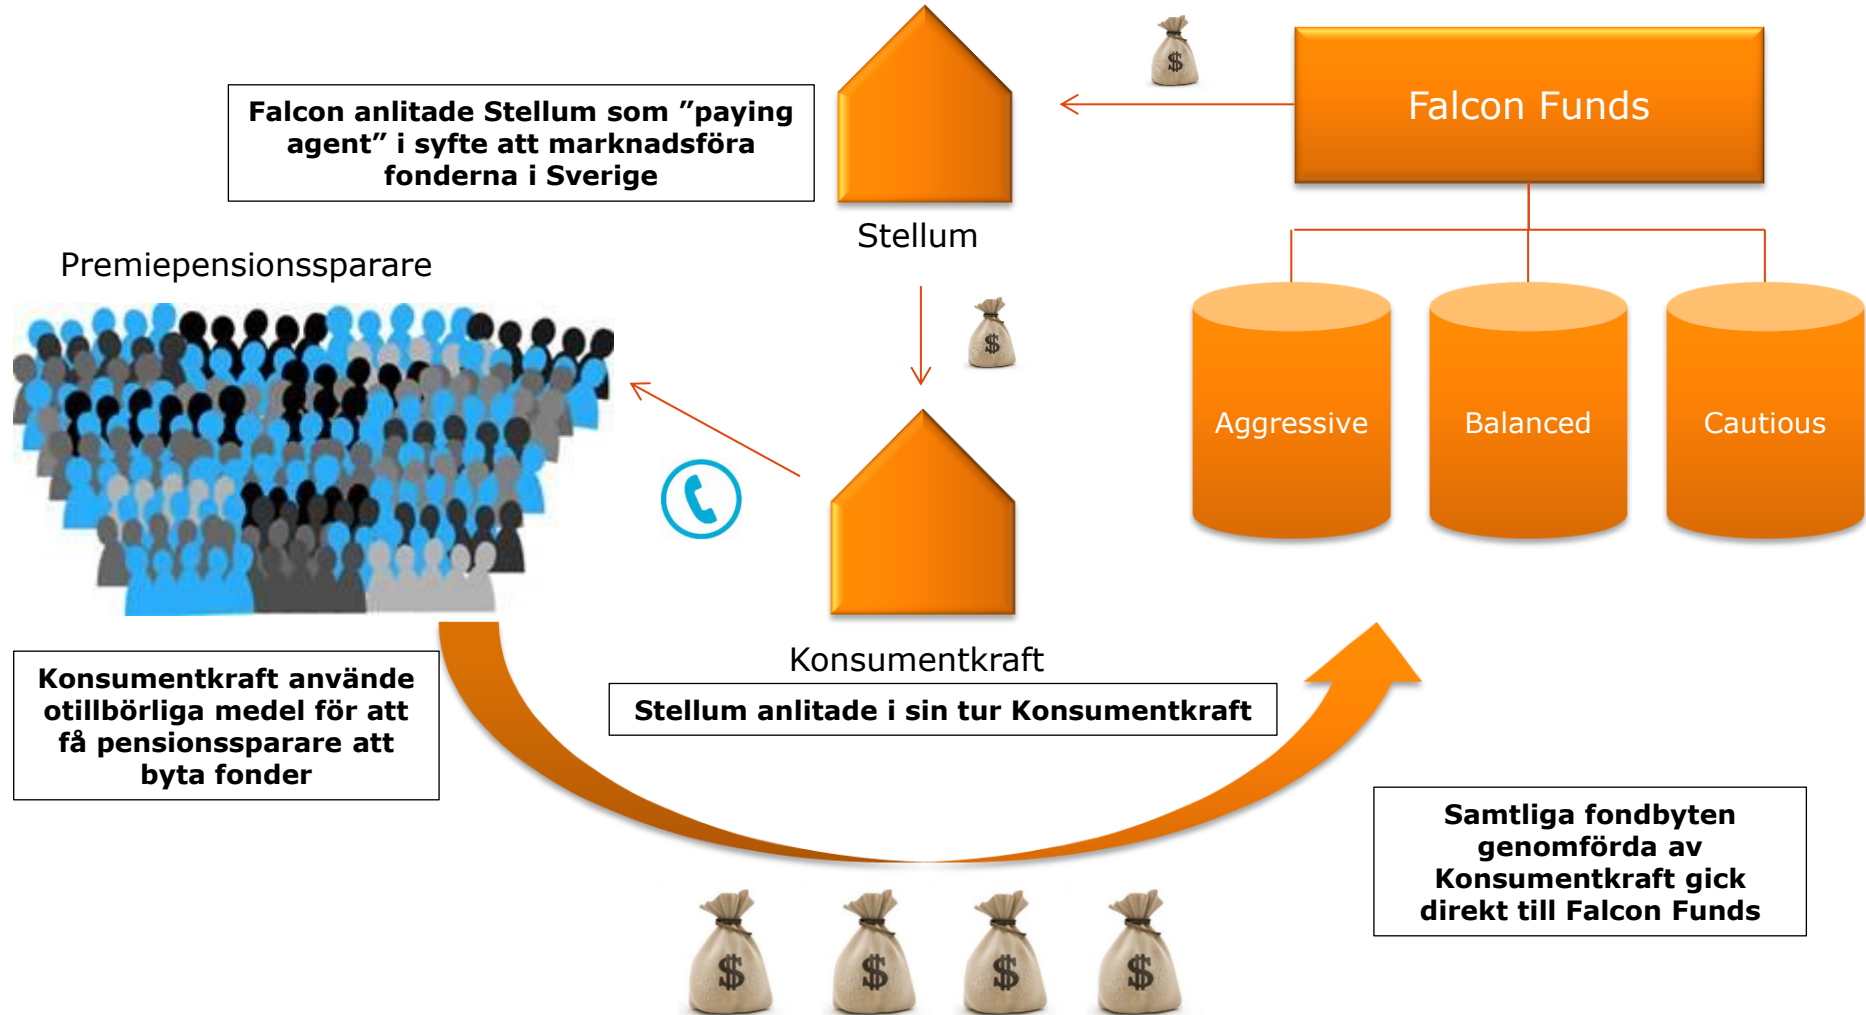 Falcon anlitade Stellum som ”paying
agent” i syfte att marknadsföra
fonderna i Sverige
Stellum
$
Falcon Funds
Premiepensionssparare
$
Aggressive
Balanced
Cautious
Konsumentkraft
Konsumentkraft använde
otillbörliga medel för att
få pensionssparare att
byta fonder
Stellum anlitade i sin tur Konsumentkraft
Samtliga fondbyten
genomförda av
Konsumentkraft gick
direkt till Falcon Funds
$ $ $ $